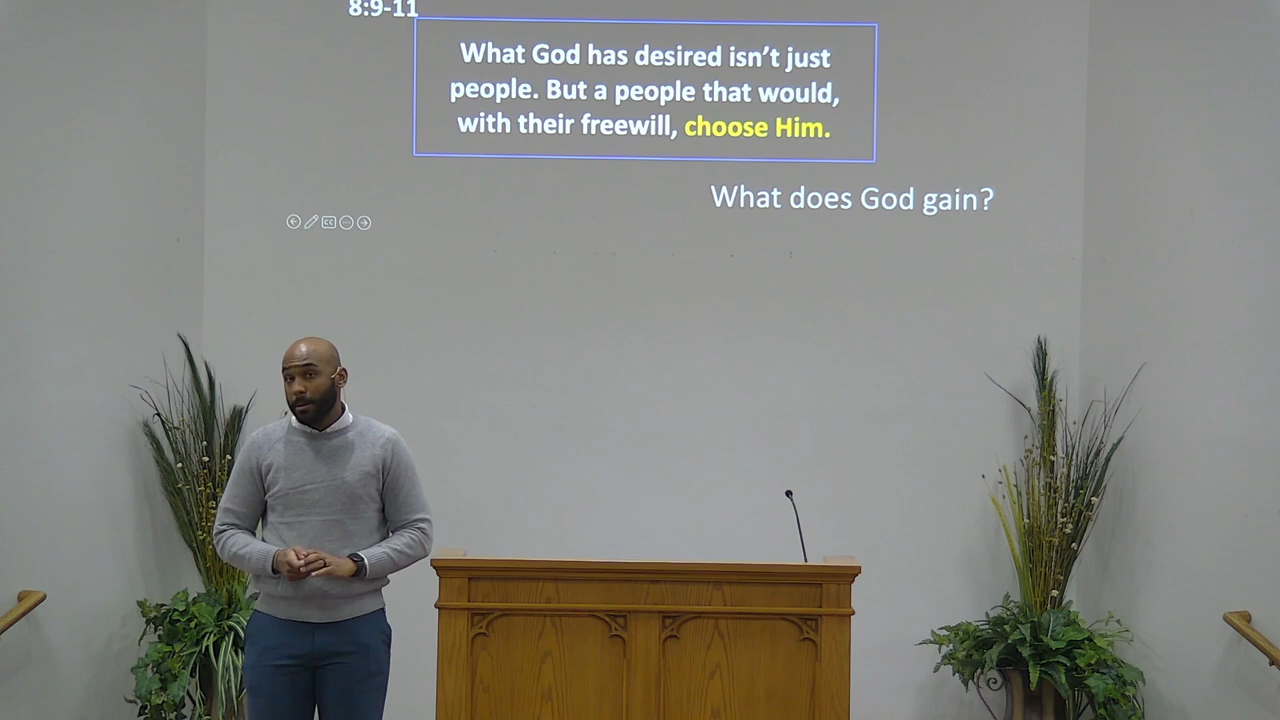 8:9-11
What God has desired isn't just
people. But a people that would,
with their freewill, choose Him.
What does God gain?
CC